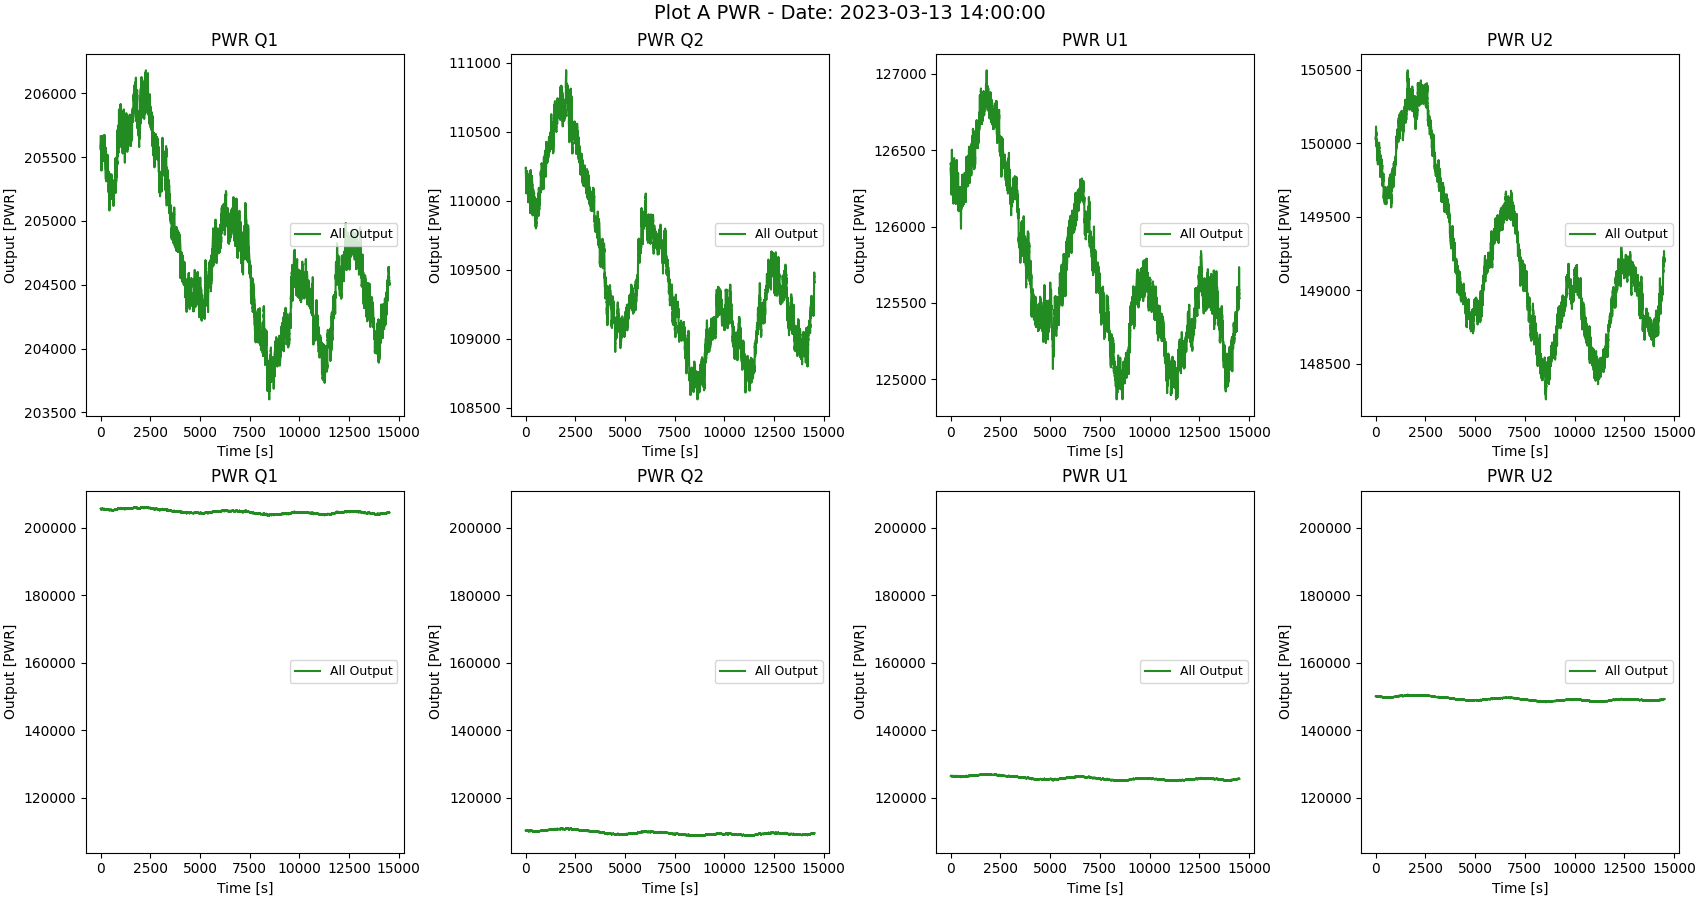 Plot A PWR - Date: 2023-03-13 14:00:00
PWR Q1
PWR Q2
PWR U1
PWR U2
Output [PWR]
206000
205500
205000
204500
204000
203500
All Output
0 2500 5000 7500 10000 12500 15000
Time [s]
Output [PWR]
111000
110500
110000
109500
109000
108500
All Output
0 2500 5000 7500 10000 12500 15000
Time [s]
Output [PWR]
127000
126500
126000
125500
125000
All Output
0 2500 5000 7500 10000 12500 15000
Time [s]
Output [PWR]
150500
150000
149500
149000
148500
All Output
0 2500 5000 7500 10000 12500 15000
Time [s]
PWR Q1
PWR Q2
PWR U1
PWR U2
Output [PWR]
200000
180000
160000
140000
120000
All Output
0 2500 5000 7500 10000 12500 15000
Time [s]
Output [PWR]
200000
180000
160000
140000
120000
All Output
0 2500 5000 7500 10000 12500 15000
Time [s]
Output [PWR]
200000
180000
160000
140000
120000
All Output
0 2500 5000 7500 10000 12500 15000
Time [s]
Output [PWR]
200000
180000
160000
140000
120000
All Output
0 2500 5000 7500 10000 12500 15000
Time [s]